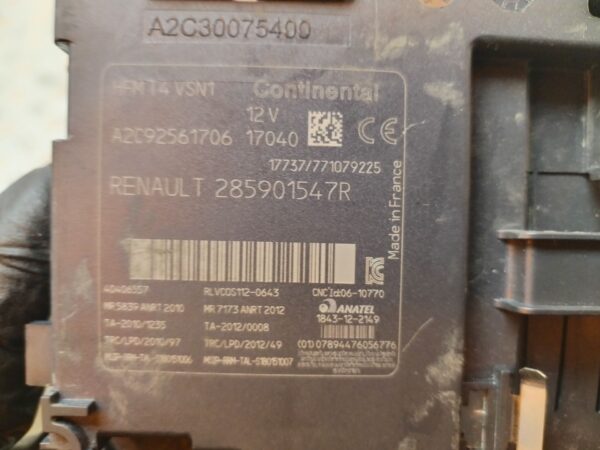 A2C30075400
HFM T4 VSN1 Continental
12 V
A2C92561706 17040 CE
17737/771079225
RENAULT 285901547R
Made in France
40406557 RLVCOS112-0643 CNC Id:06-10770
MR 5839 ANRT 2010 MR 7173 ANRT 2012 ANATEL
TA-2010/1235 TA-2012/0008 1843-12-2149
TRC/LPD/2010/97 TRC/LPD/2012/49 (01)07894476056776